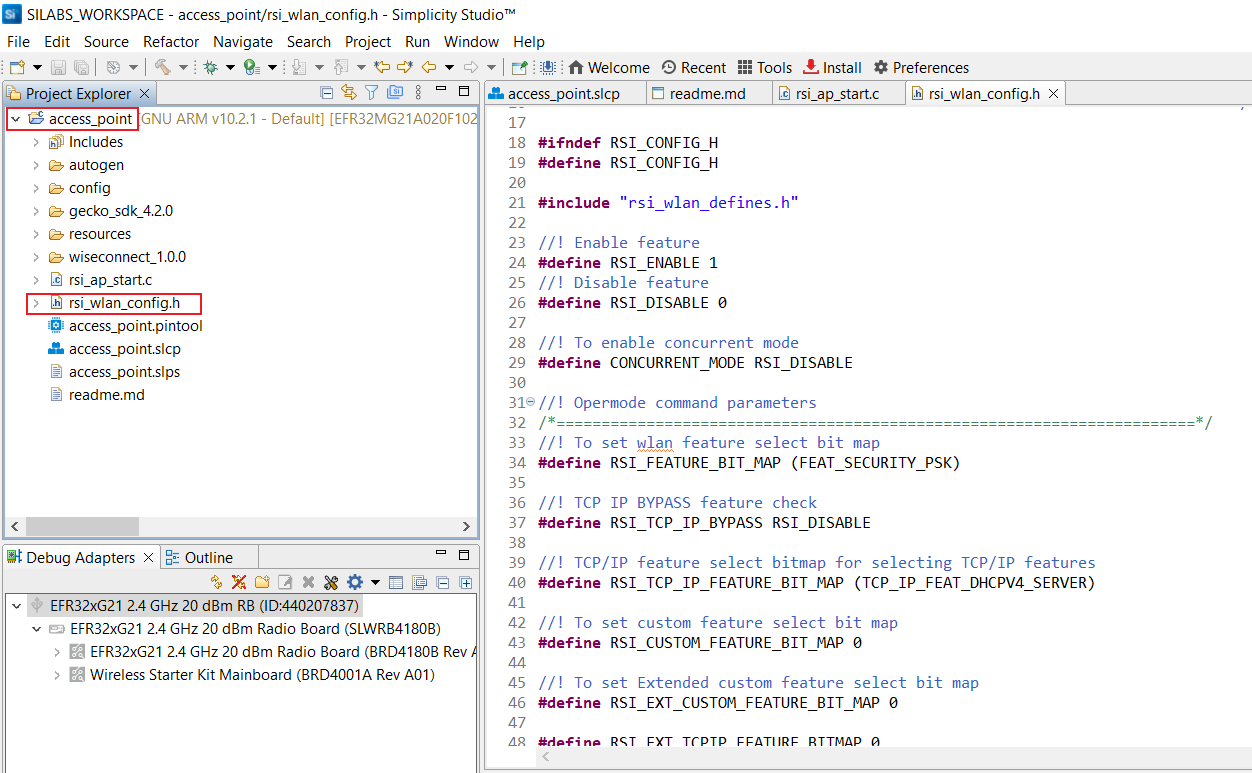 SILABS_WORKSPACE - access_point/rsi_wlan_config.h - Simplicity Studio™
File Edit Source Refactor Navigate Search Project Run Window Help
Welcome Recent Tools Install Preferences
Project Explorer
access_point [GNU ARM v10.2.1 - Default] [EFR32MG21A020F102
Includes
autogen
config
gecko_sdk_4.2.0
resources
wiseconnect_1.0.0
rsi_ap_start.c
rsi_wlan_config.h
access_point.pintool
access_point.slcp
access_point.slps
readme.md
Debug Adapters Outline
EFR32xG21 2.4 GHz 20 dBm RB (ID:440207837)
EFR32xG21 2.4 GHz 20 dBm Radio Board (SLWRB4180B)
EFR32xG21 2.4 GHz 20 dBm Radio Board (BRD4180B Rev A
Wireless Starter Kit Mainboard (BRD4001A Rev A01)
access_point.slcp readme.md rsi_ap_start.c rsi_wlan_config.h
17
18 #ifndef RSI_CONFIG_H
19 #define RSI_CONFIG_H
20
21 #include "rsi_wlan_defines.h"
22
23 //! Enable feature
24 #define RSI_ENABLE 1
25 //! Disable feature
26 #define RSI_DISABLE 0
27
28 //! To enable concurrent mode
29 #define CONCURRENT_MODE RSI_DISABLE
30
31 //! Opermode command parameters
32 /*=======================================================================*/
33 //! To set wlan feature select bit map
34 #define RSI_FEATURE_BIT_MAP (FEAT_SECURITY_PSK)
35
36 //! TCP IP BYPASS feature check
37 #define RSI_TCP_IP_BYPASS RSI_DISABLE
38
39 //! TCP/IP feature select bitmap for selecting TCP/IP features
40 #define RSI_TCP_IP_FEATURE_BIT_MAP (TCP_IP_FEAT_DHCPV4_SERVER)
41
42 //! To set custom feature select bit map
43 #define RSI_CUSTOM_FEATURE_BIT_MAP 0
44
45 //! To set Extended custom feature select bit map
46 #define RSI_EXT_CUSTOM_FEATURE_BIT_MAP 0
47
48 #define RSI_EXT_TCPIP_FEATURE_BITMAP 0